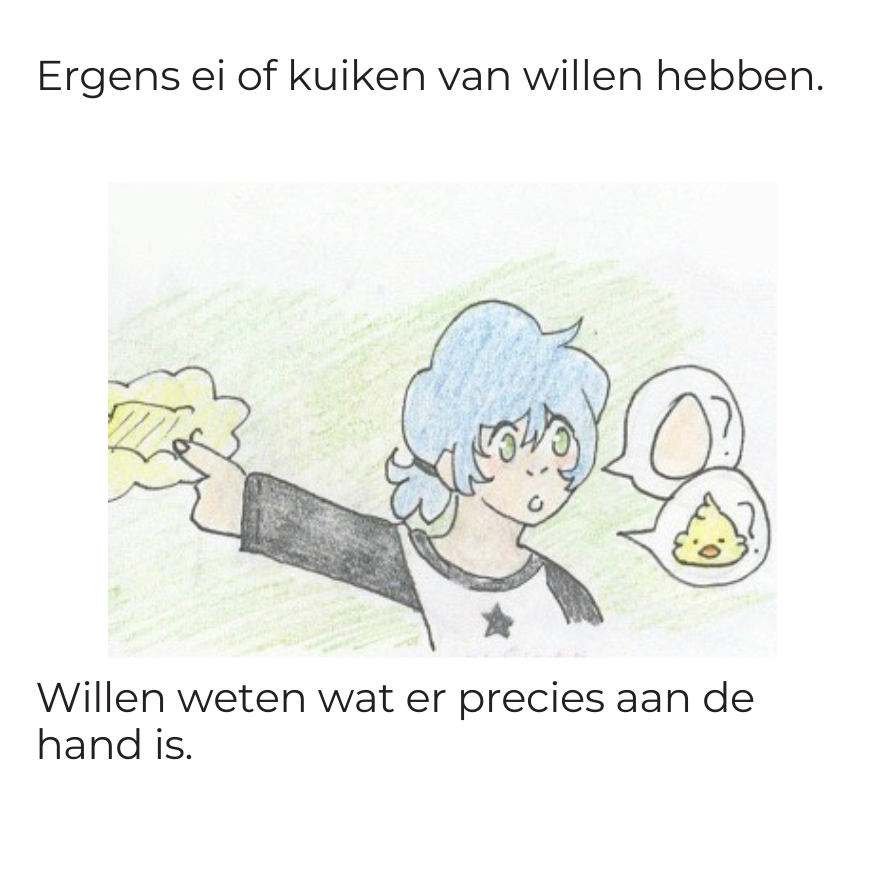 Ergens ei of kuiken van willen hebben.
?
?
Willen weten wat er precies aan de
hand is.